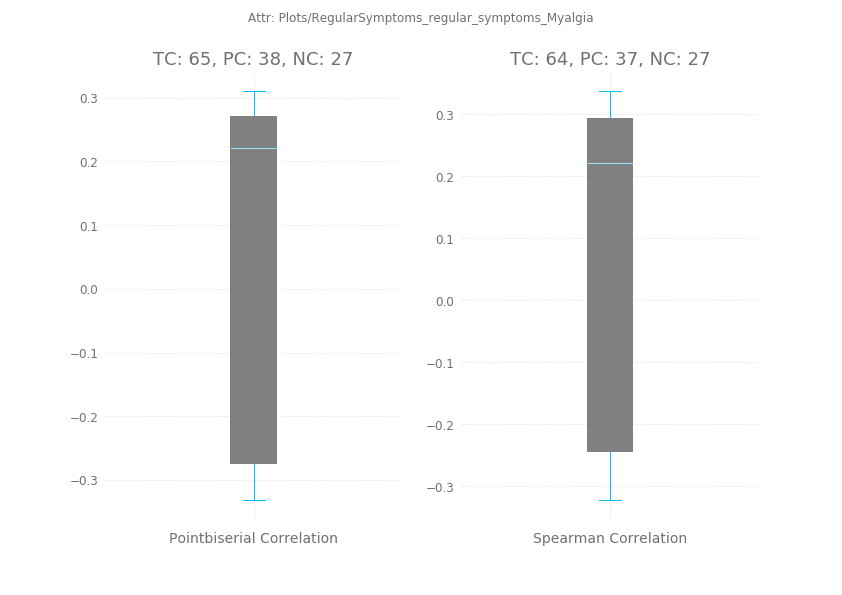 Attr: Plots/RegularSymptoms_regular_symptoms_Myalgia
TC: 65, PC: 38, NC: 27
0.3
0.2
0.1
0.0
−0.1
−0.2
−0.3
Pointbiserial Correlation
TC: 64, PC: 37, NC: 27
0.3
0.2
0.1
0.0
−0.1
−0.2
−0.3
Spearman Correlation